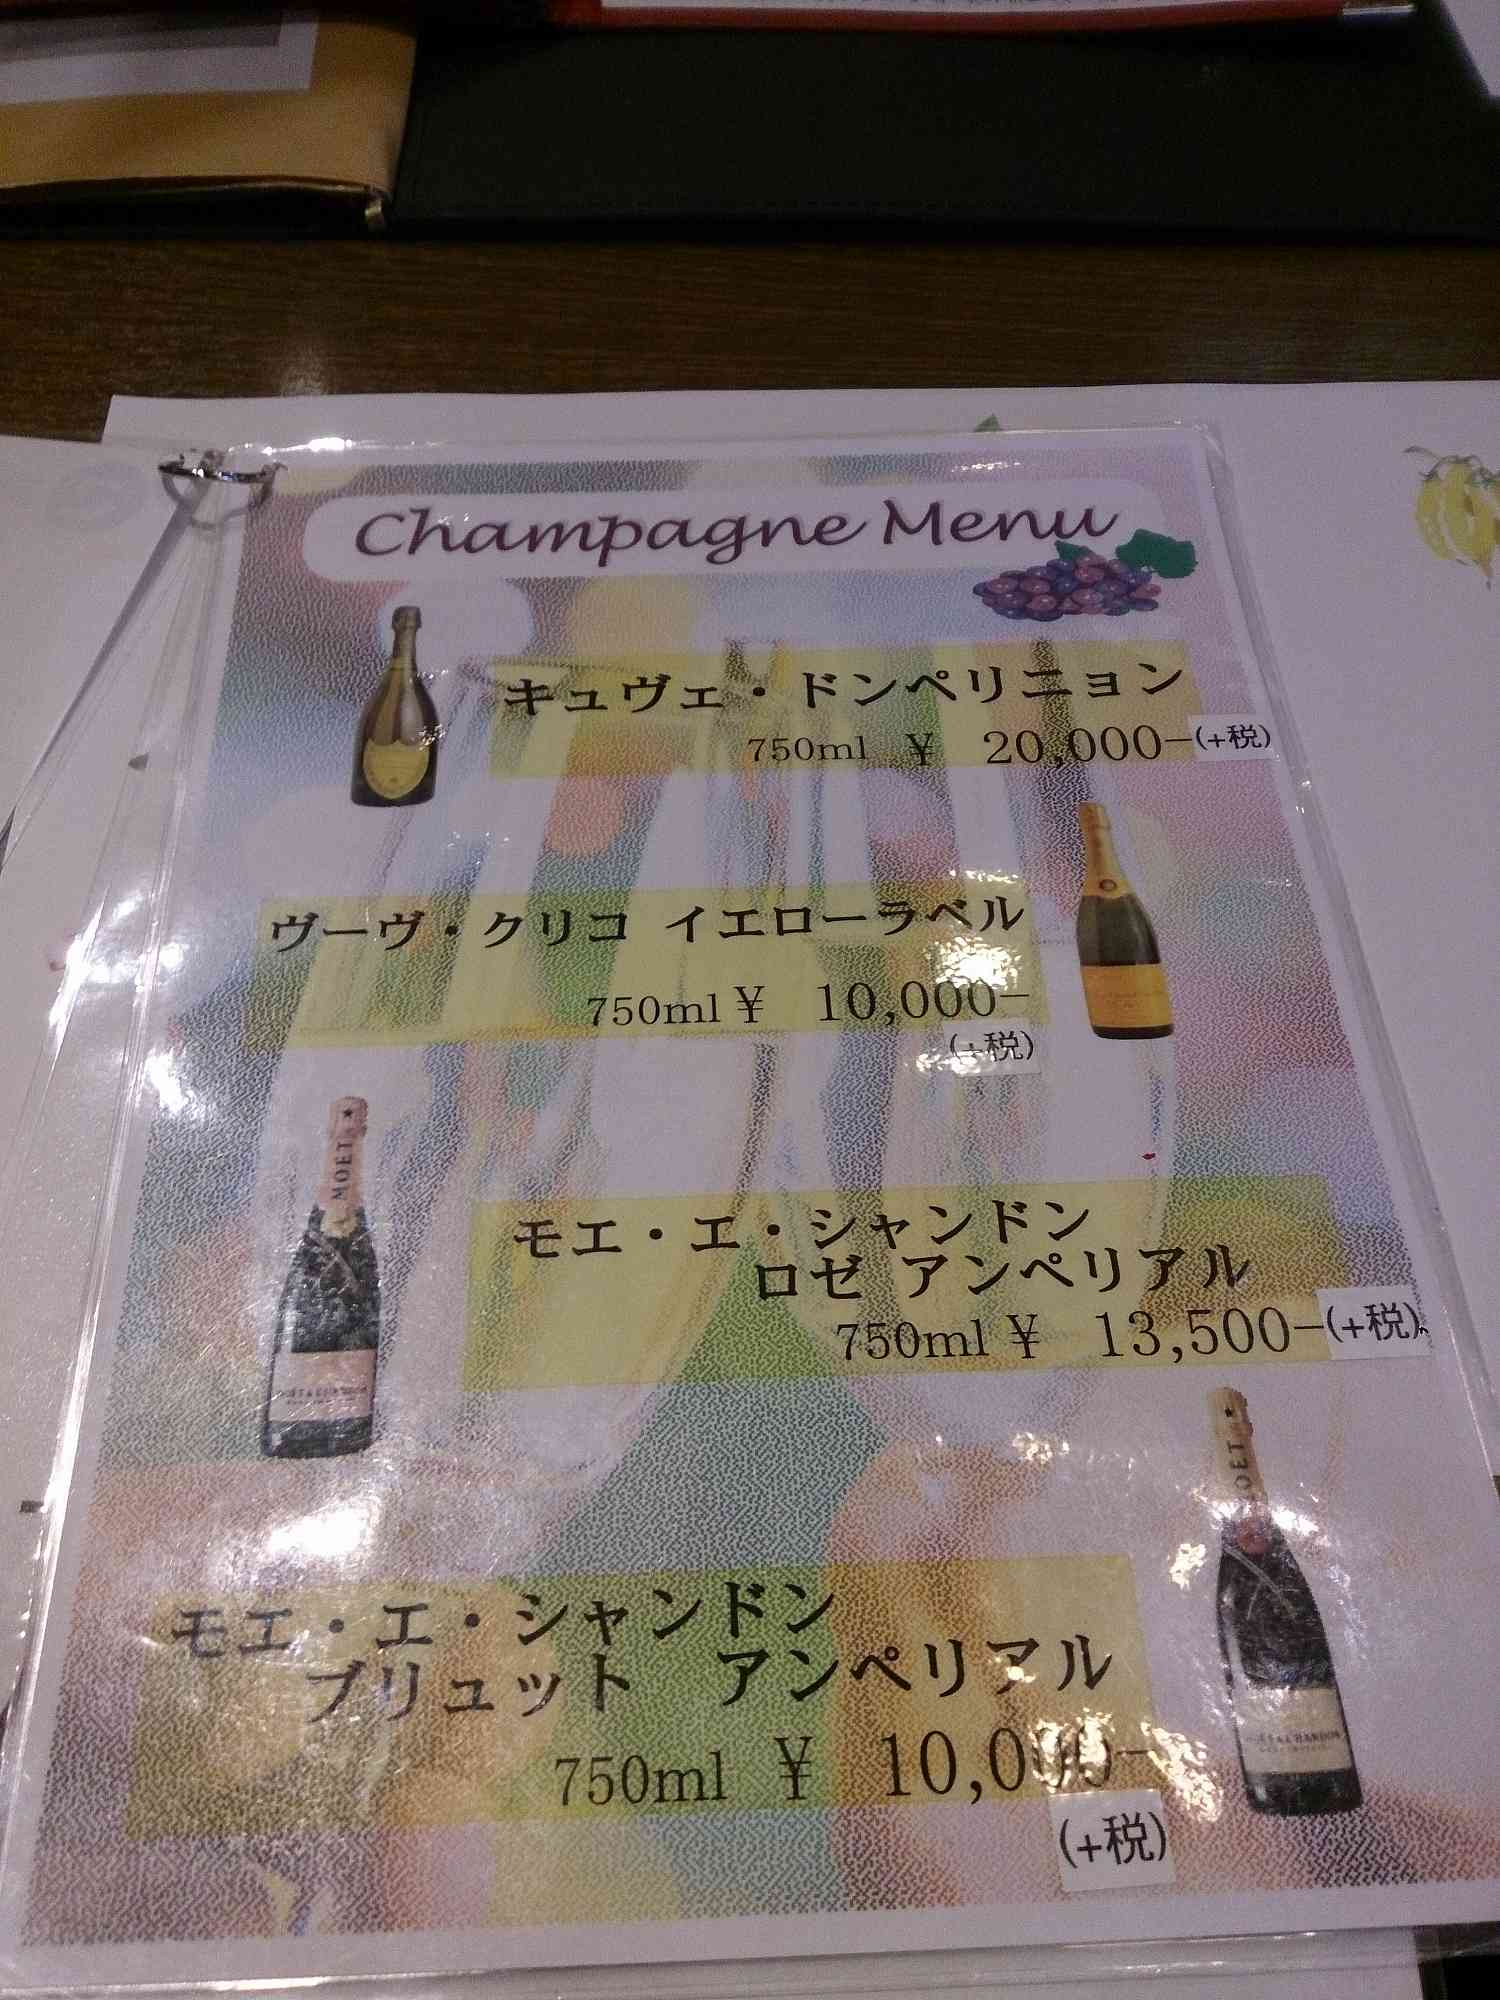 Champagne Menu
キュヴェ・ドンペリニョン
750ml ¥ 20,000-(+税)
ヴーヴ・クリコ イエローラベル
750ml ¥ 10,000-
(+税)
MOET
モエ・エ・シャンドン
ロゼ アンペリアル
750ml ¥ 13,500-(+税)
MOET
モエ・エ・シャンドン
ブリュット アンペリアル
750ml ¥ 10,000-
(+税)